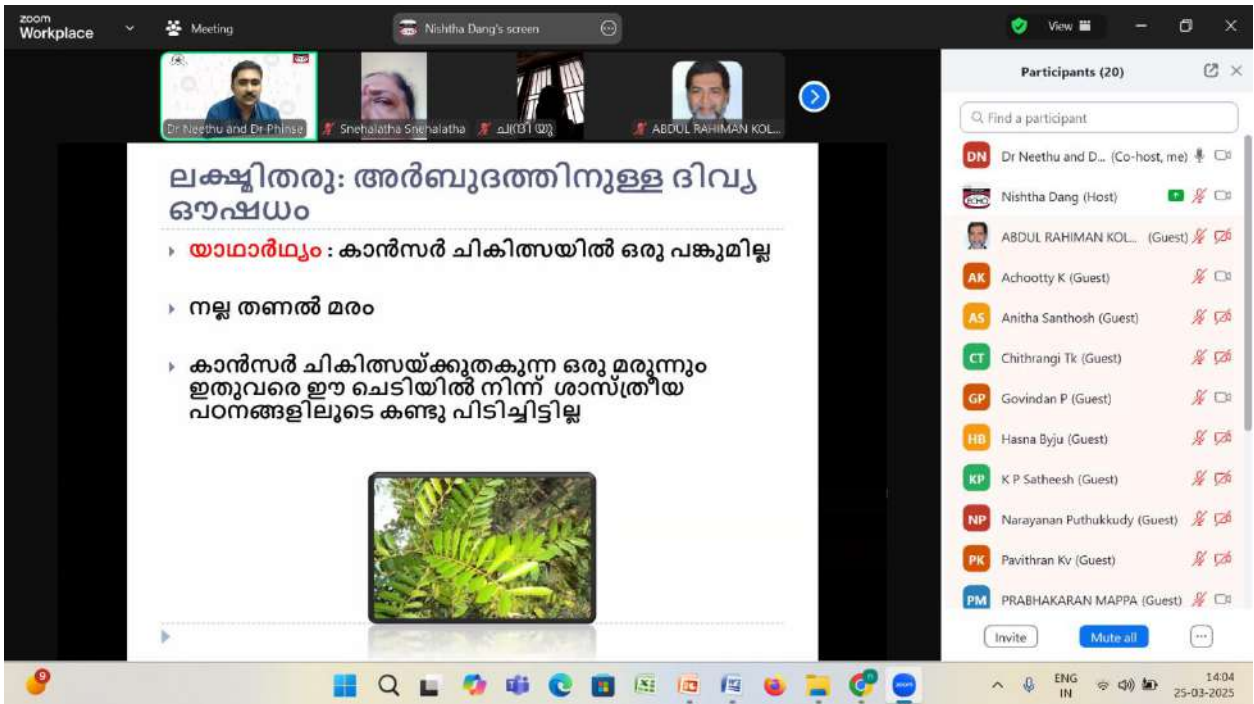 zoom
Workplace
Meeting
Nishtha Dang's screen
View
Dr Neethu and Dr Phinse
Snehalatha Snehalatha
ABDUL RAHIMAN KOL...
ലക്ഷ്മിതരു: അർബുദത്തിനുള്ള ദിവ്യ
ഔഷധം
യാഥാർഥ്യം : കാൻസർ ചികിത്സയിൽ ഒരു പങ്കുമില്ല
നല്ല തണൽ മരം
കാൻസർ ചികിത്സയ്ക്കുതകുന്ന ഒരു മരുന്നും
ഇതുവരെ ഈ ചെടിയിൽ നിന്ന് ശാസ്ത്രീയ
പഠനങ്ങളിലൂടെ കണ്ടു പിടിച്ചിട്ടില്ല
Participants (20)
Find a participant
DN Dr Neethu and D... (Co-host, me)
ECHO Nishtha Dang (Host)
ABDUL RAHIMAN KOL... (Guest)
AK Achootty K (Guest)
AS Anitha Santhosh (Guest)
CT Chithrangi Tk (Guest)
GP Govindan P (Guest)
HB Hasna Byju (Guest)
KP K P Satheesh (Guest)
NP Narayanan Puthukkudy (Guest)
PK Pavithran Kv (Guest)
PM PRABHAKARAN MAPPA (Guest)
Invite
Mute all
9
zoom
ENG
IN
14:04
25-03-2025